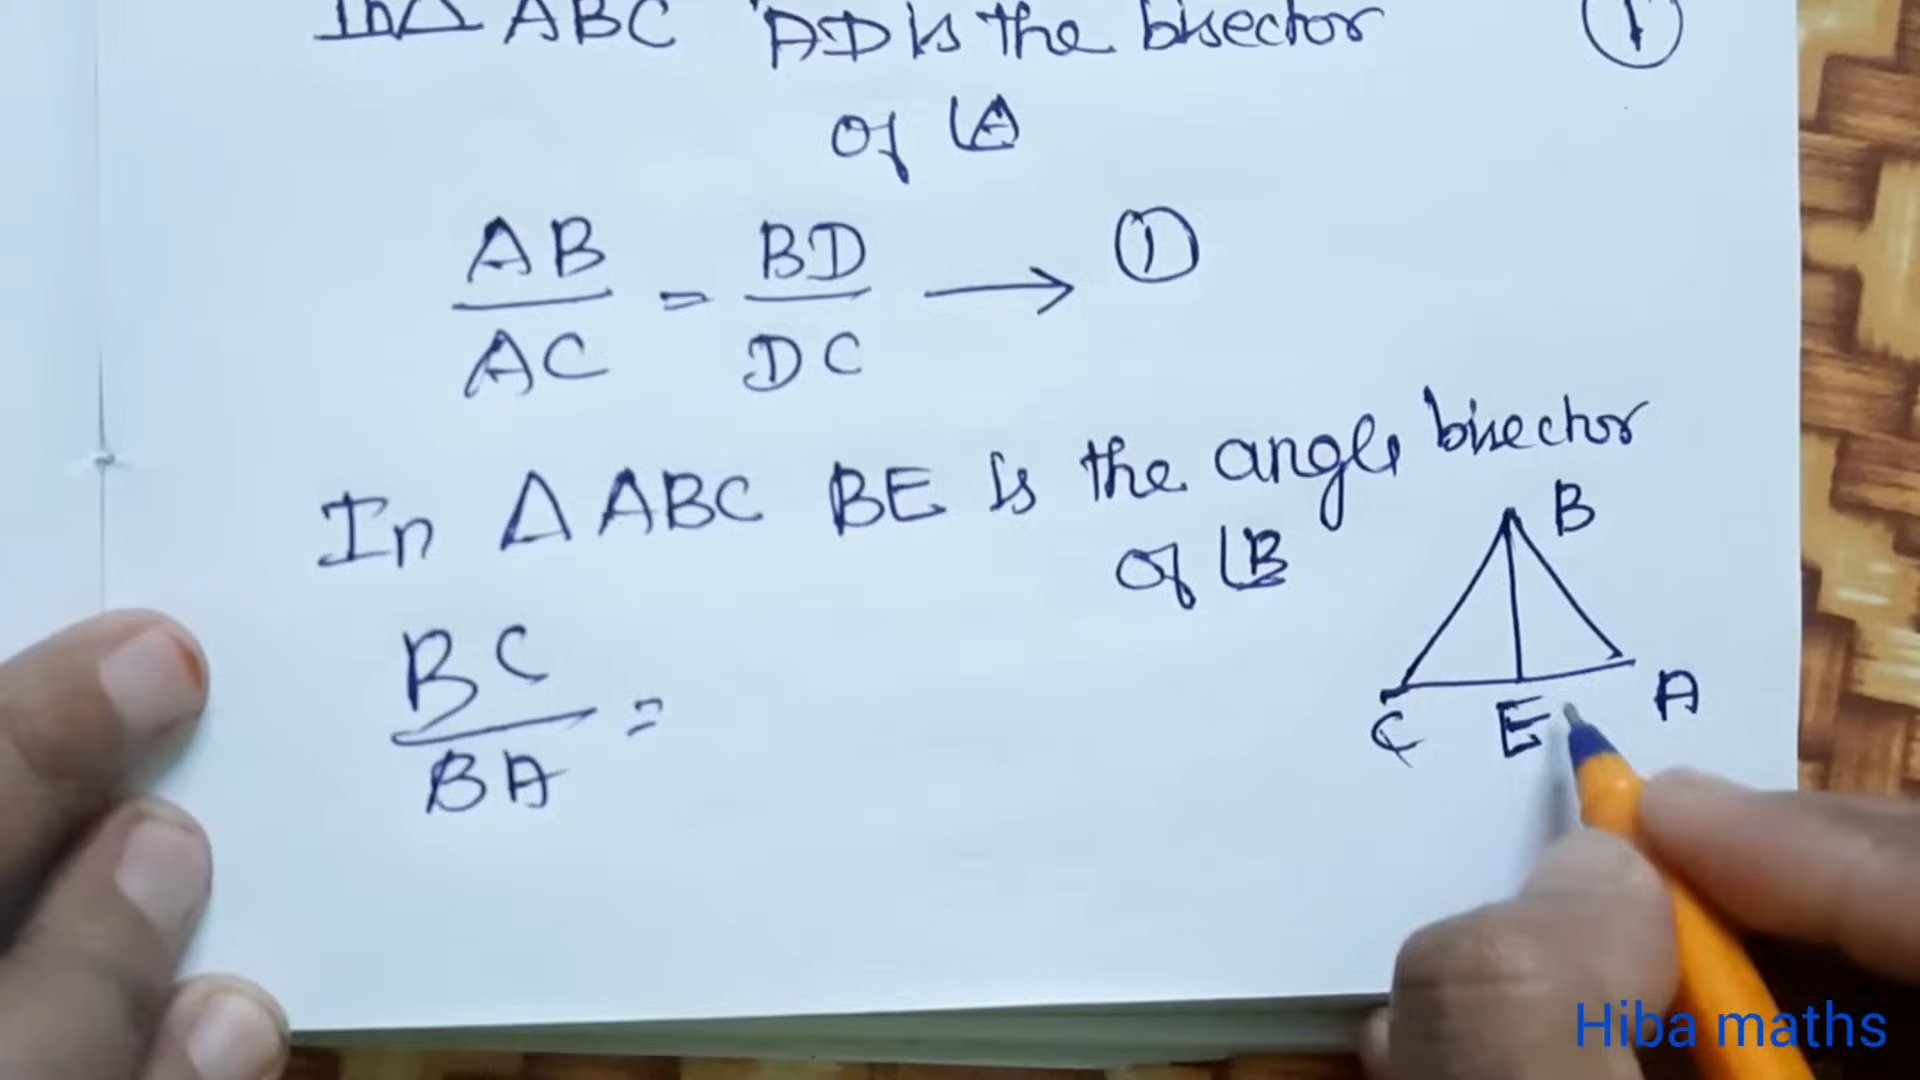 In△ ABC AD is the bisector
of ∠A
①
AB/AC = BD/DC → ①
In △ ABC BE is the angle bisector
of ∠B
BC/BA =
B
C E A
Hiba maths